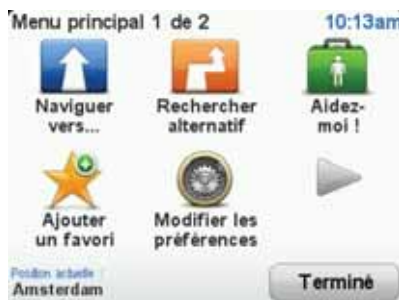 Menu principal 1 de 2 10:13am
Naviguer Rechercher Aidez-
vers... alternatif moi !
Ajouter Modifier les
un favori préférences
Position actuelle :
Amsterdam Terminé